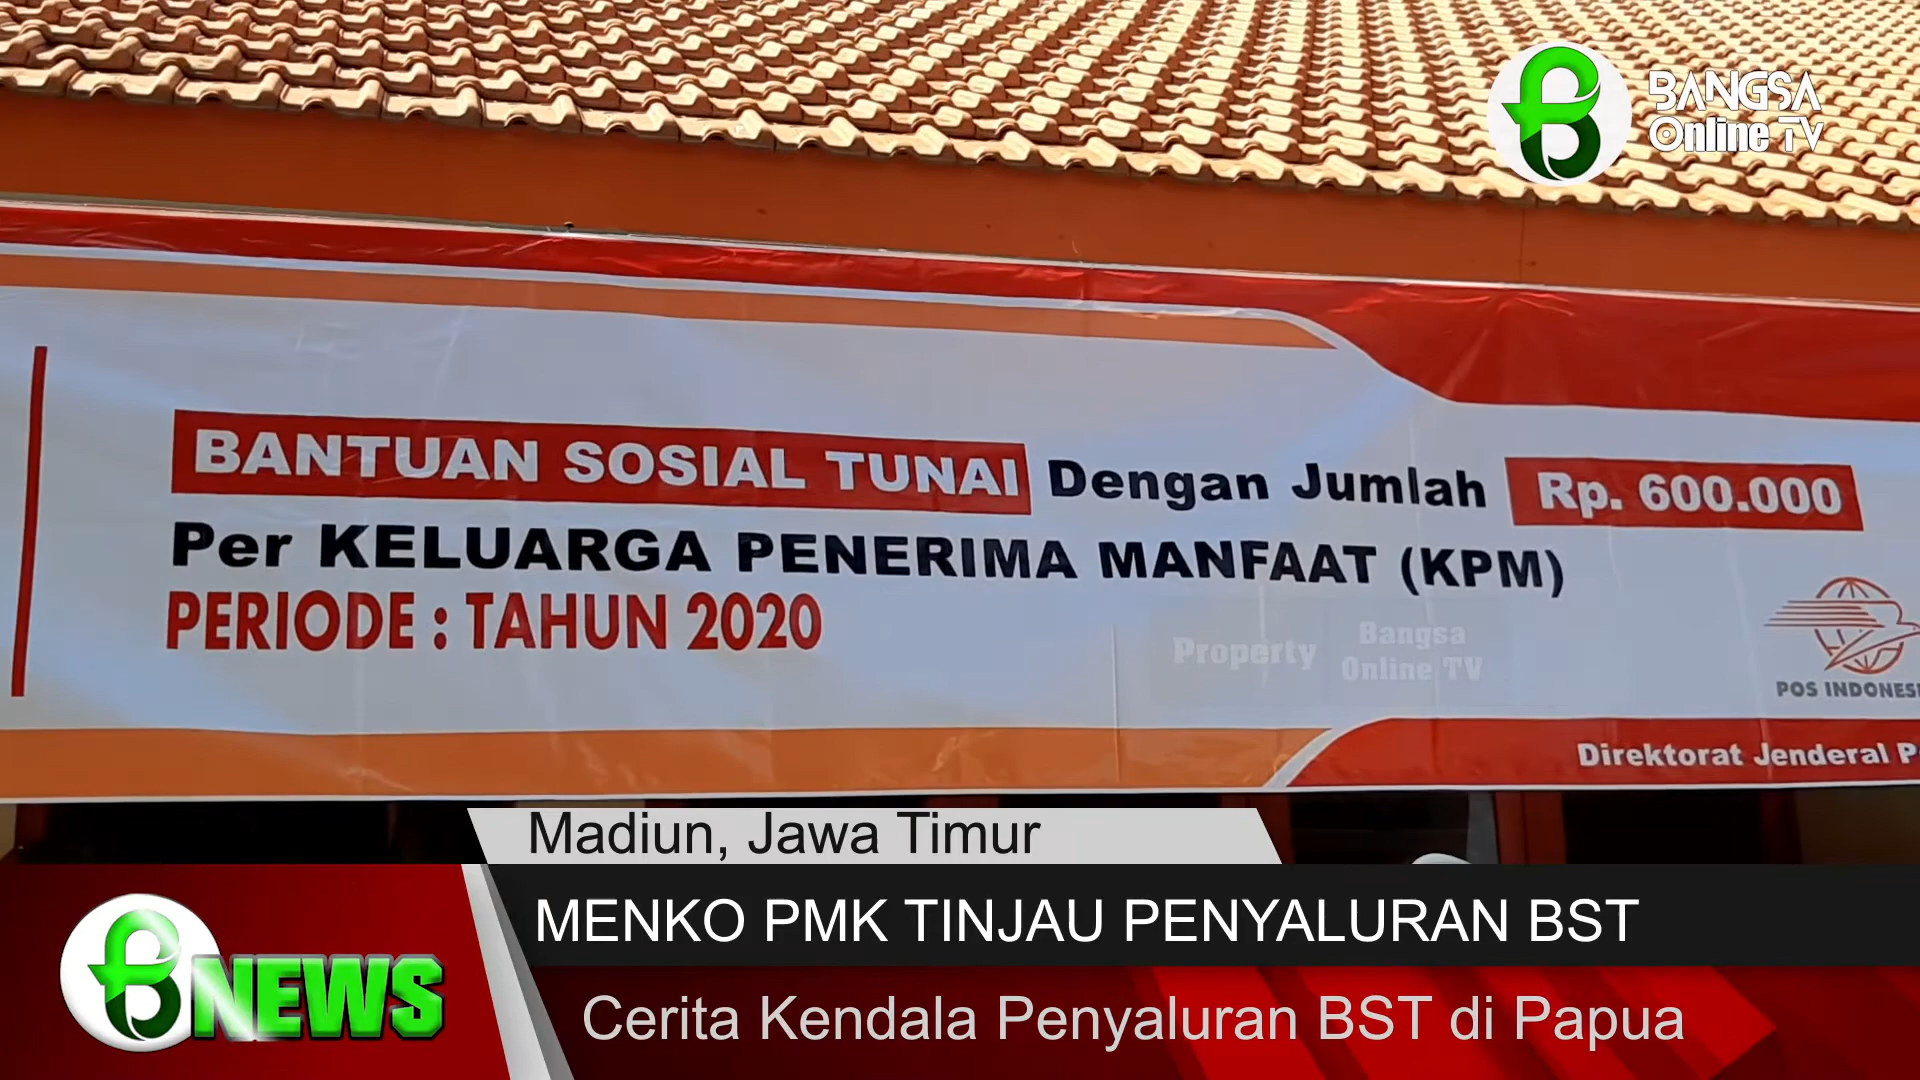 BANGSA
Online TV
BANTUAN SOSIAL TUNAI Dengan Jumlah Rp. 600.000
Per KELUARGA PENERIMA MANFAAT (KPM)
PERIODE : TAHUN 2020
Property Bangsa
Online TV
POS INDONESI
Direktorat Jenderal P
Madiun, Jawa Timur
MENKO PMK TINJAU PENYALURAN BST
NEWS
Cerita Kendala Penyaluran BST di Papua